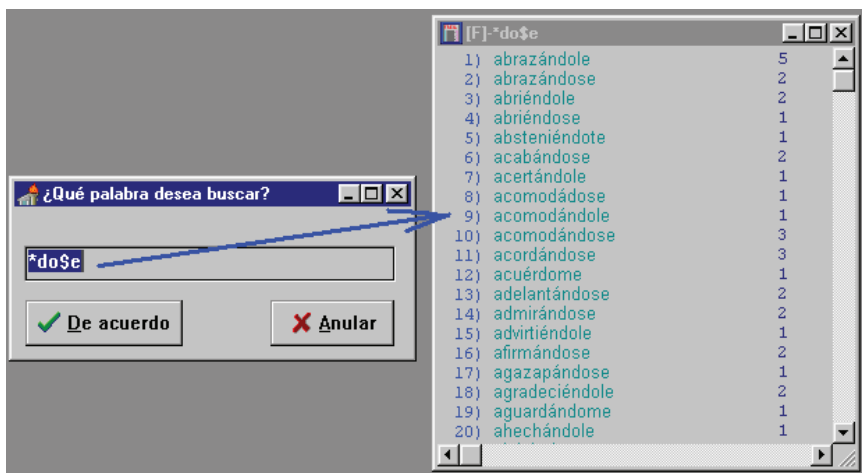 ¿Qué palabra desea buscar?
*do$e
De acuerdo
Anular
[F]-*do$e
1) abrazándole 5
2) abrazándose 2
3) abriéndole 2
4) abriéndose 1
5) absteniéndote 1
6) acabándose 2
7) acertándole 1
8) acomodádose 1
9) acomodándole 1
10) acomodándose 3
11) acordándose 3
12) acuérdome 1
13) adelantándose 2
14) admirándose 2
15) advirtiéndole 1
16) afirmándose 2
17) agazapándose 1
18) agradeciéndole 2
19) aguardándome 1
20) ahechándole 1